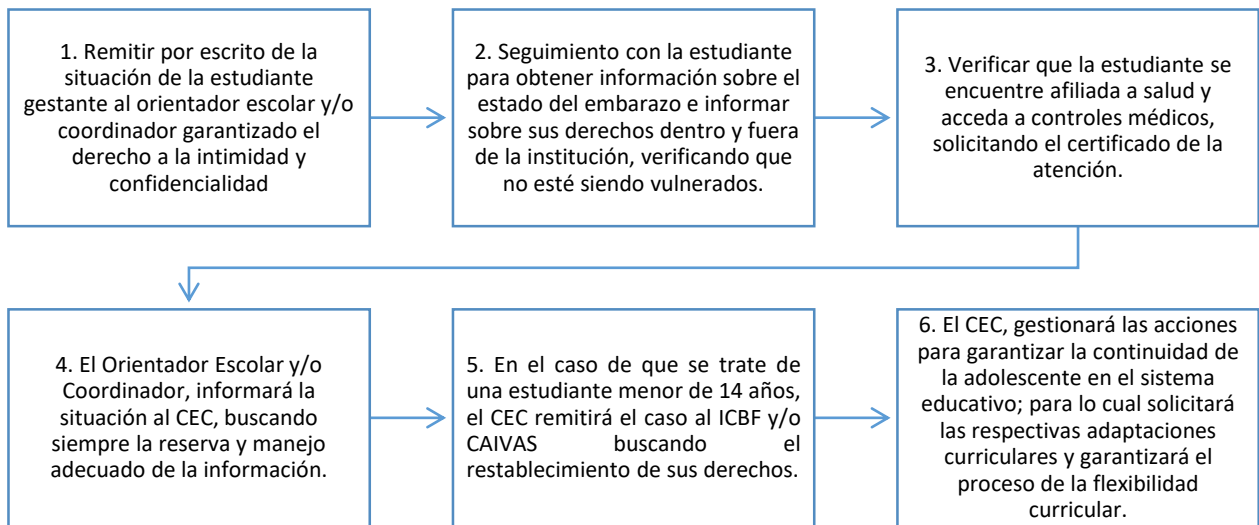 1. Remitir por escrito de la
situación de la estudiante
gestante al orientador escolar y/o
coordinador garantizado el
derecho a la intimidad y
confidencialidad
2. Seguimiento con la estudiante
para obtener información sobre el
estado del embarazo e informar
sobre sus derechos dentro y fuera
de la institución, verificando que
no esté siendo vulnerados.
3. Verificar que la estudiante se
encuentre afiliada a salud y
acceda a controles médicos,
solicitando el certificado de la
atención.
4. El Orientador Escolar y/o
Coordinador, informará la
situación al CEC, buscando
siempre la reserva y manejo
adecuado de la información.
5. En el caso de que se trate de
una estudiante menor de 14 años,
el CEC remitirá el caso al ICBF y/o
CAIVAS buscando el
restablecimiento de sus derechos.
6. El CEC, gestionará las acciones
para garantizar la continuidad de
la adolescente en el sistema
educativo; para lo cual solicitará
las respectivas adaptaciones
curriculares y garantizará el
proceso de la flexibilidad
curricular.